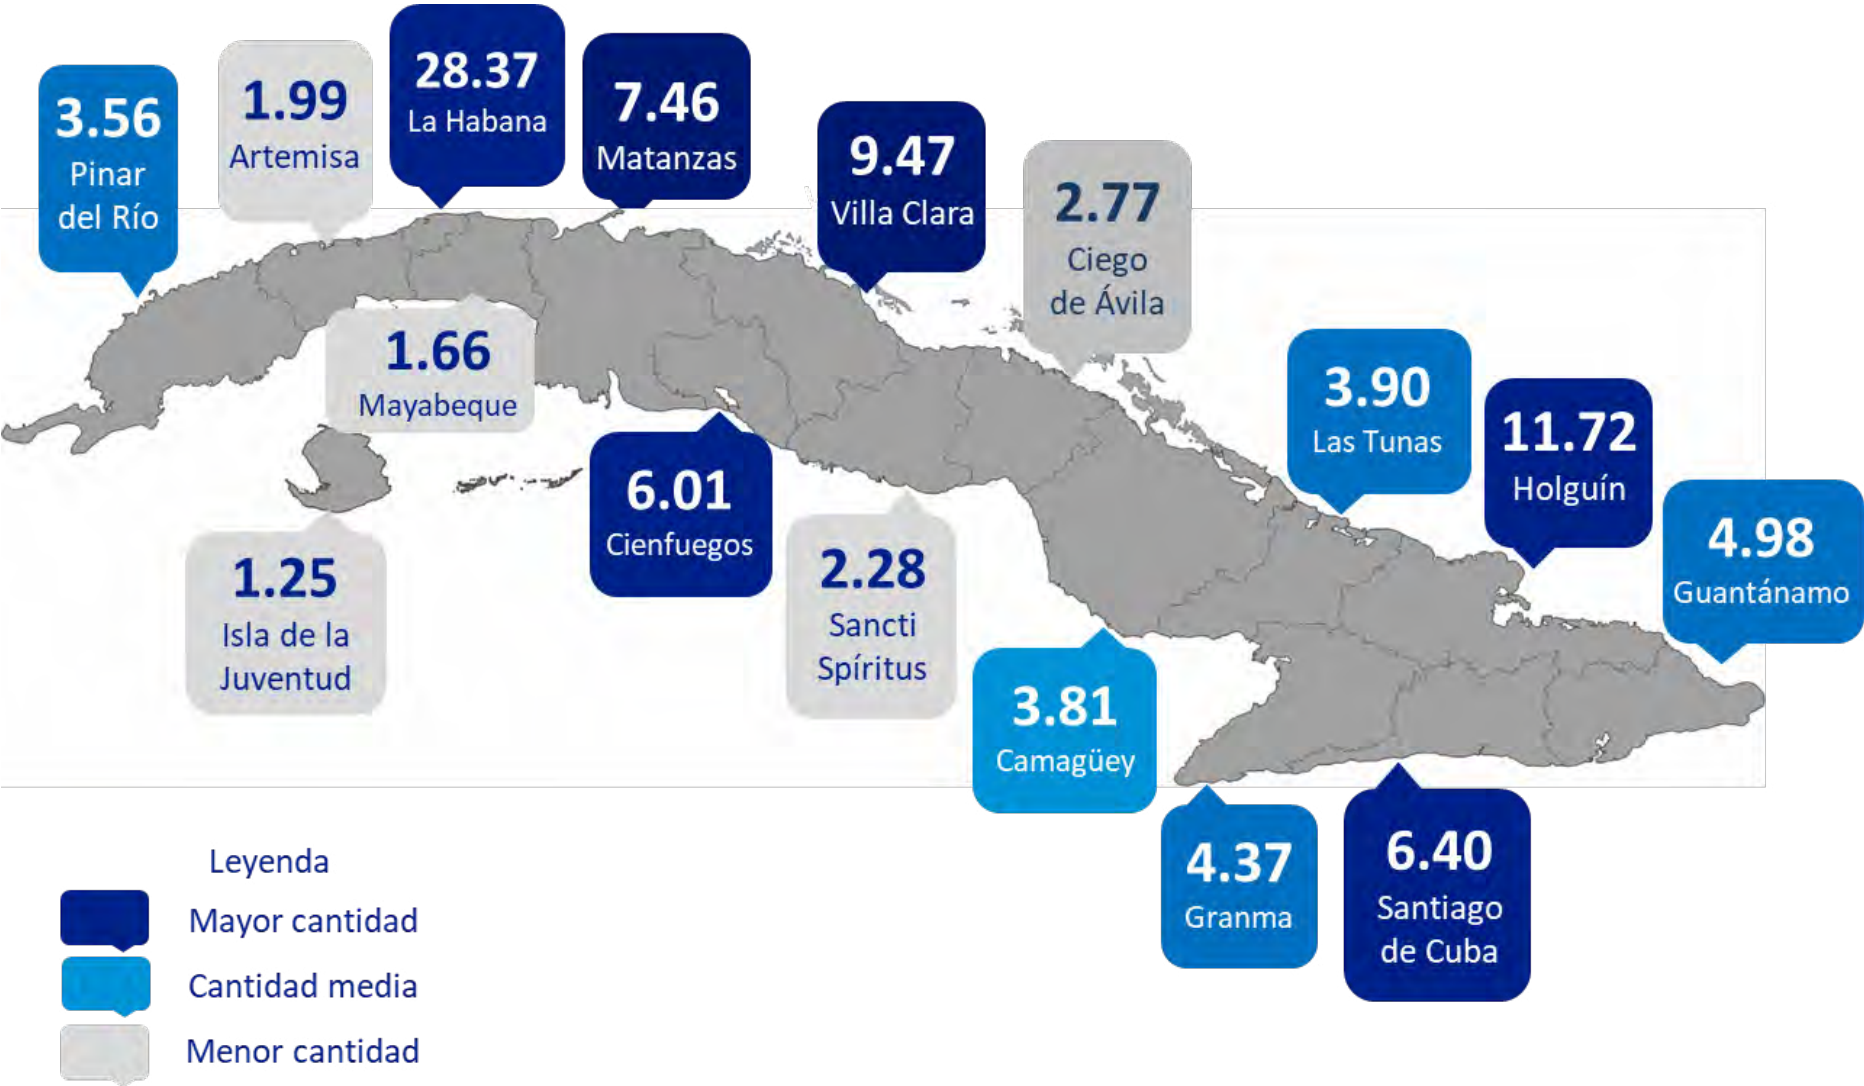 3.56
Pinar
del Río
1.99
Artemisa
28.37
La Habana
7.46
Matanzas
9.47
Villa Clara
2.77
Ciego
de Ávila
1.66
Mayabeque
3.90
Las Tunas
11.72
Holguín
4.98
Guantánamo
6.01
Cienfuegos
1.25
Isla de la
Juventud
2.28
Sancti
Spíritus
3.81
Camagüey
4.37
Granma
6.40
Santiago
de Cuba
Leyenda
Mayor cantidad
Cantidad media
Menor cantidad